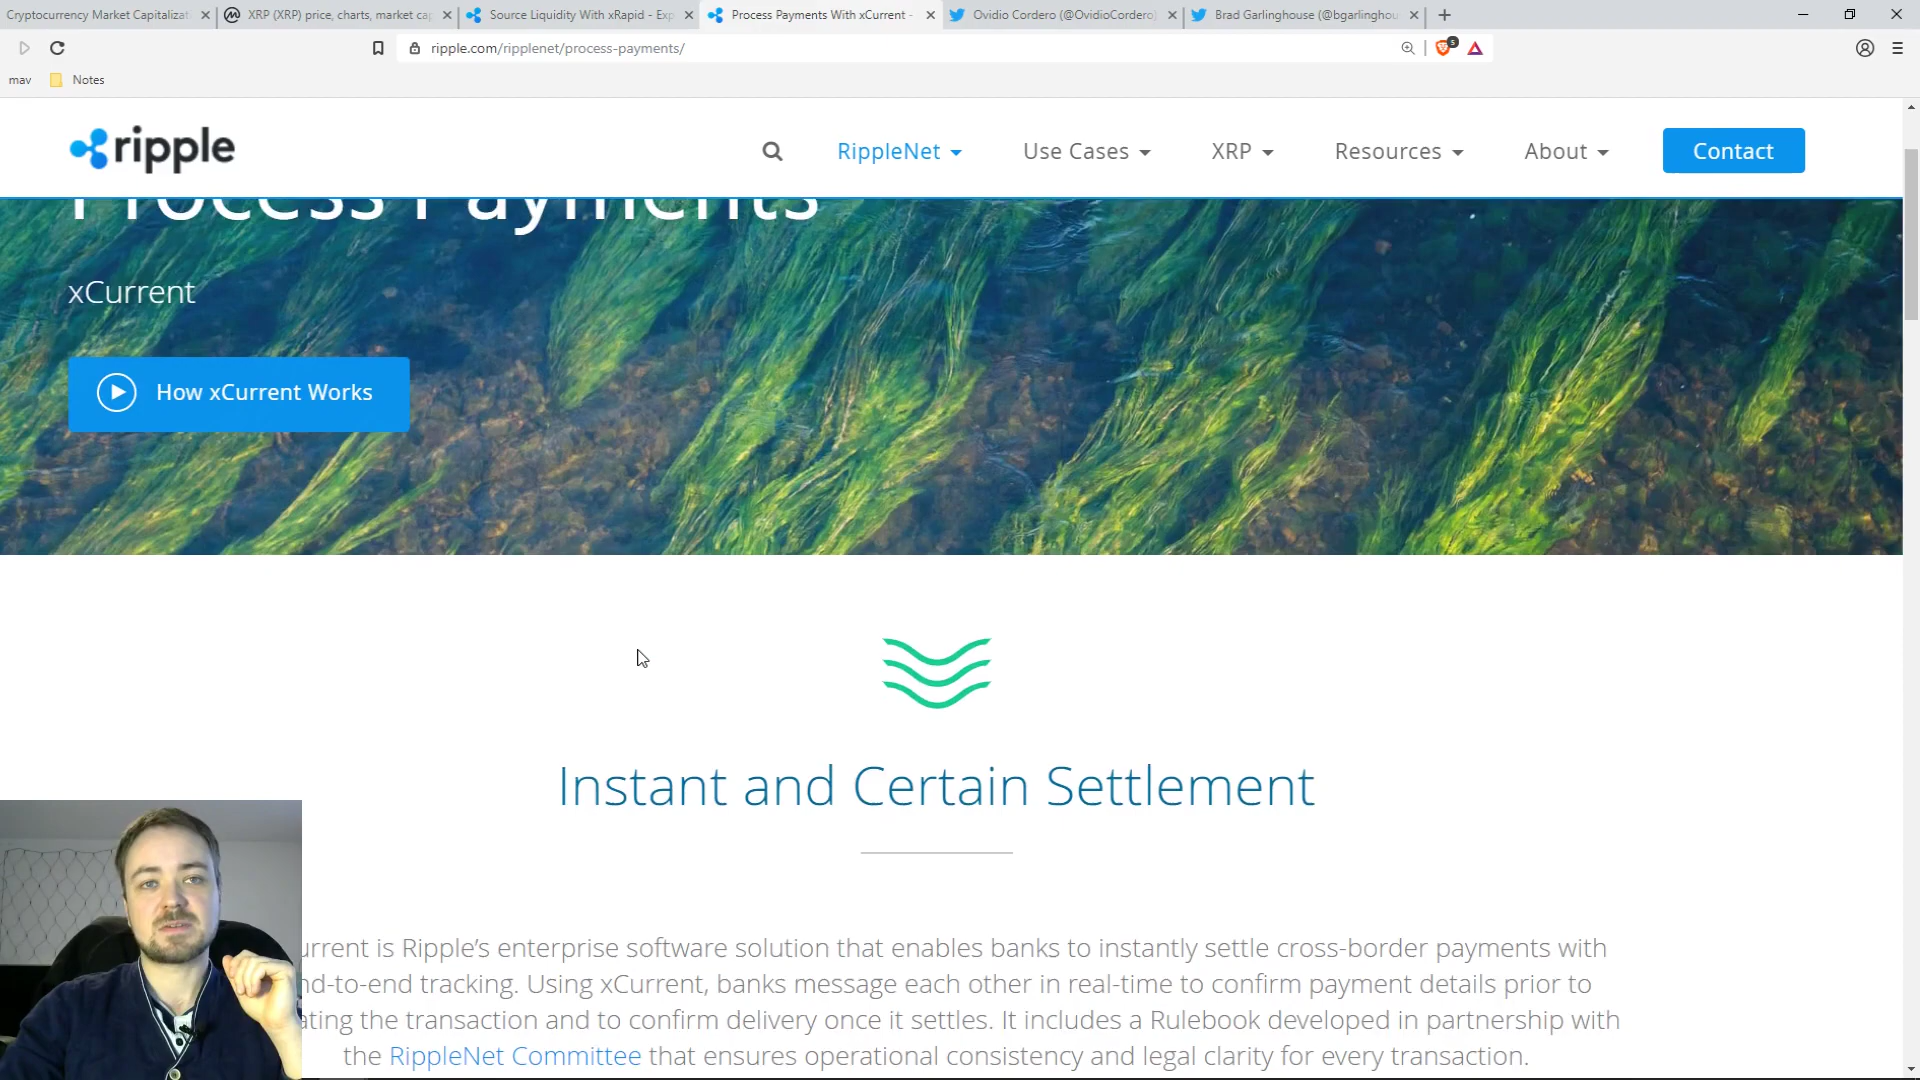 Cryptocurrency Market Capitalizat
XRP (XRP) price, charts, market cap
Source Liquidity With xRapid - Exp
Process Payments With xCurrent -
Ovidio Cordero (@OvidioCordero)
Brad Garlinghouse (@bgarlinghou
ripple.com/ripplenet/process-payments/
5
mav
Notes
ripple
RippleNet
Use Cases
XRP
Resources
About
Contact
Process Payments
xCurrent
How xCurrent Works
Instant and Certain Settlement
urrent is Ripple’s enterprise software solution that enables banks to instantly settle cross-border payments with
nd-to-end tracking. Using xCurrent, banks message each other in real-time to confirm payment details prior to
ating the transaction and to confirm delivery once it settles. It includes a Rulebook developed in partnership with
the RippleNet Committee that ensures operational consistency and legal clarity for every transaction.